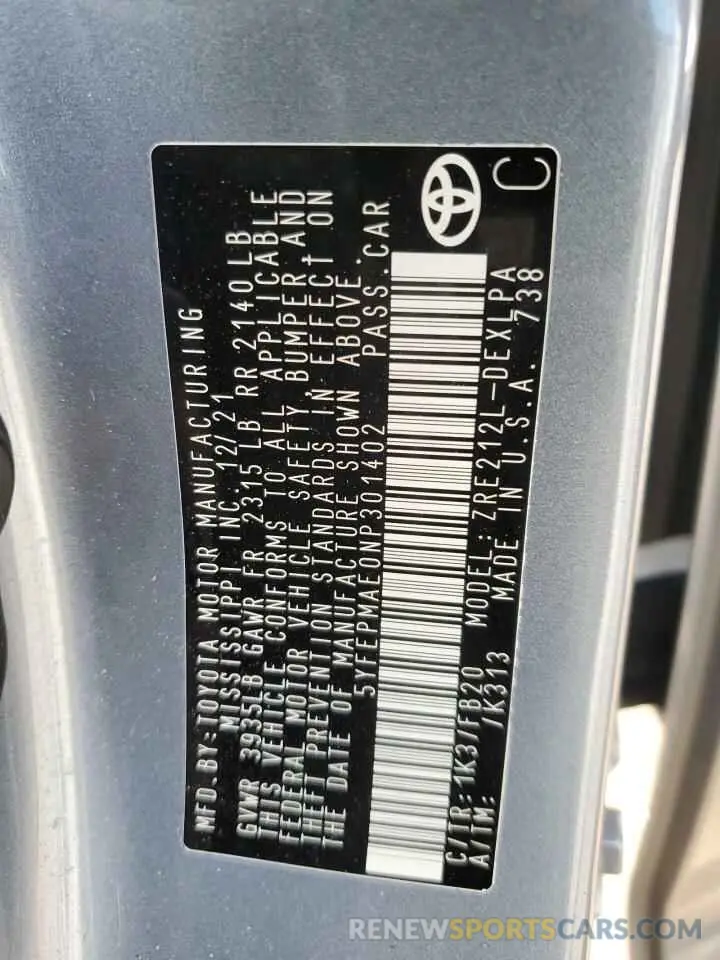 MFD.BY:TOYOTA MOTOR MANUFACTURING
MISSISSIPPI INC. 12/21
GVWR 3935LB GAWR FR 2315 LB RR 2140 LB
THIS VEHICLE CONFORMS TO ALL APPLICABLE
FEDERAL MOTOR VEHICLE SAFETY, BUMPER AND
THEFT PREVENTION STANDARDS IN EFFECT ON
THE DATE OF MANUFACTURE SHOWN ABOVE.
5YFEPMAE0NP301402 PASS.CAR
C/TR:1K3/FB20 MODEL:ZRE212L-DEXLPA
A/TM: /K313 MADE IN U.S.A. 738
C
RENEWSPORTSCARS.COM